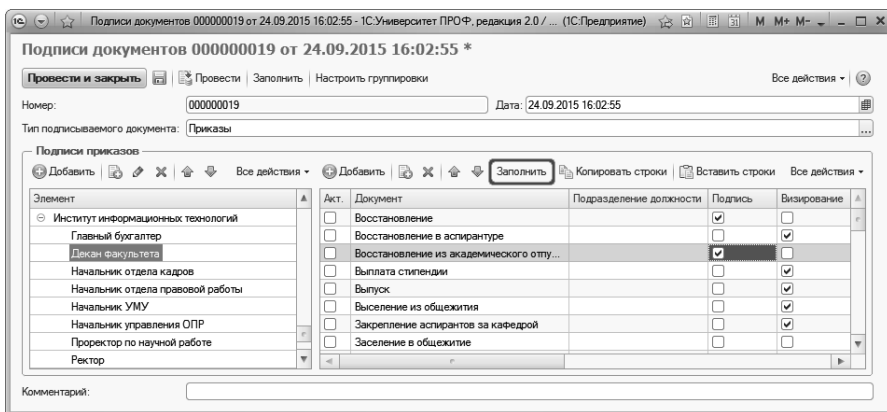 Подписи документов 000000019 от 24.09.2015 16:02:55 - 1С:Университет ПРОФ, редакция 2.0 / ... (1С:Предприятие) M M+ M-
Подписи документов 000000019 от 24.09.2015 16:02:55 *
Провести и закрыть Провести Заполнить Настроить группировки Все действия
Номер: 000000019 Дата: 24.09.2015 16:02:55
Тип подписываемого документа: Приказы
Подписи приказов
Добавить Все действия Добавить Заполнить Копировать строки Вставить строки Все действия
Элемент Акт. Документ Подразделение должности Подпись Визирование
Институт информационных технологий Восстановление
Главный бухгалтер Восстановление в аспирантуре
Декан факультета Восстановление из академического отпу...
Начальник отдела кадров Выплата стипендии
Начальник отдела правовой работы Выпуск
Начальник УМУ Выселение из общежития
Начальник управления ОПР Закрепление аспирантов за кафедрой
Проректор по научной работе Заселение в общежитие
Ректор
Комментарий: